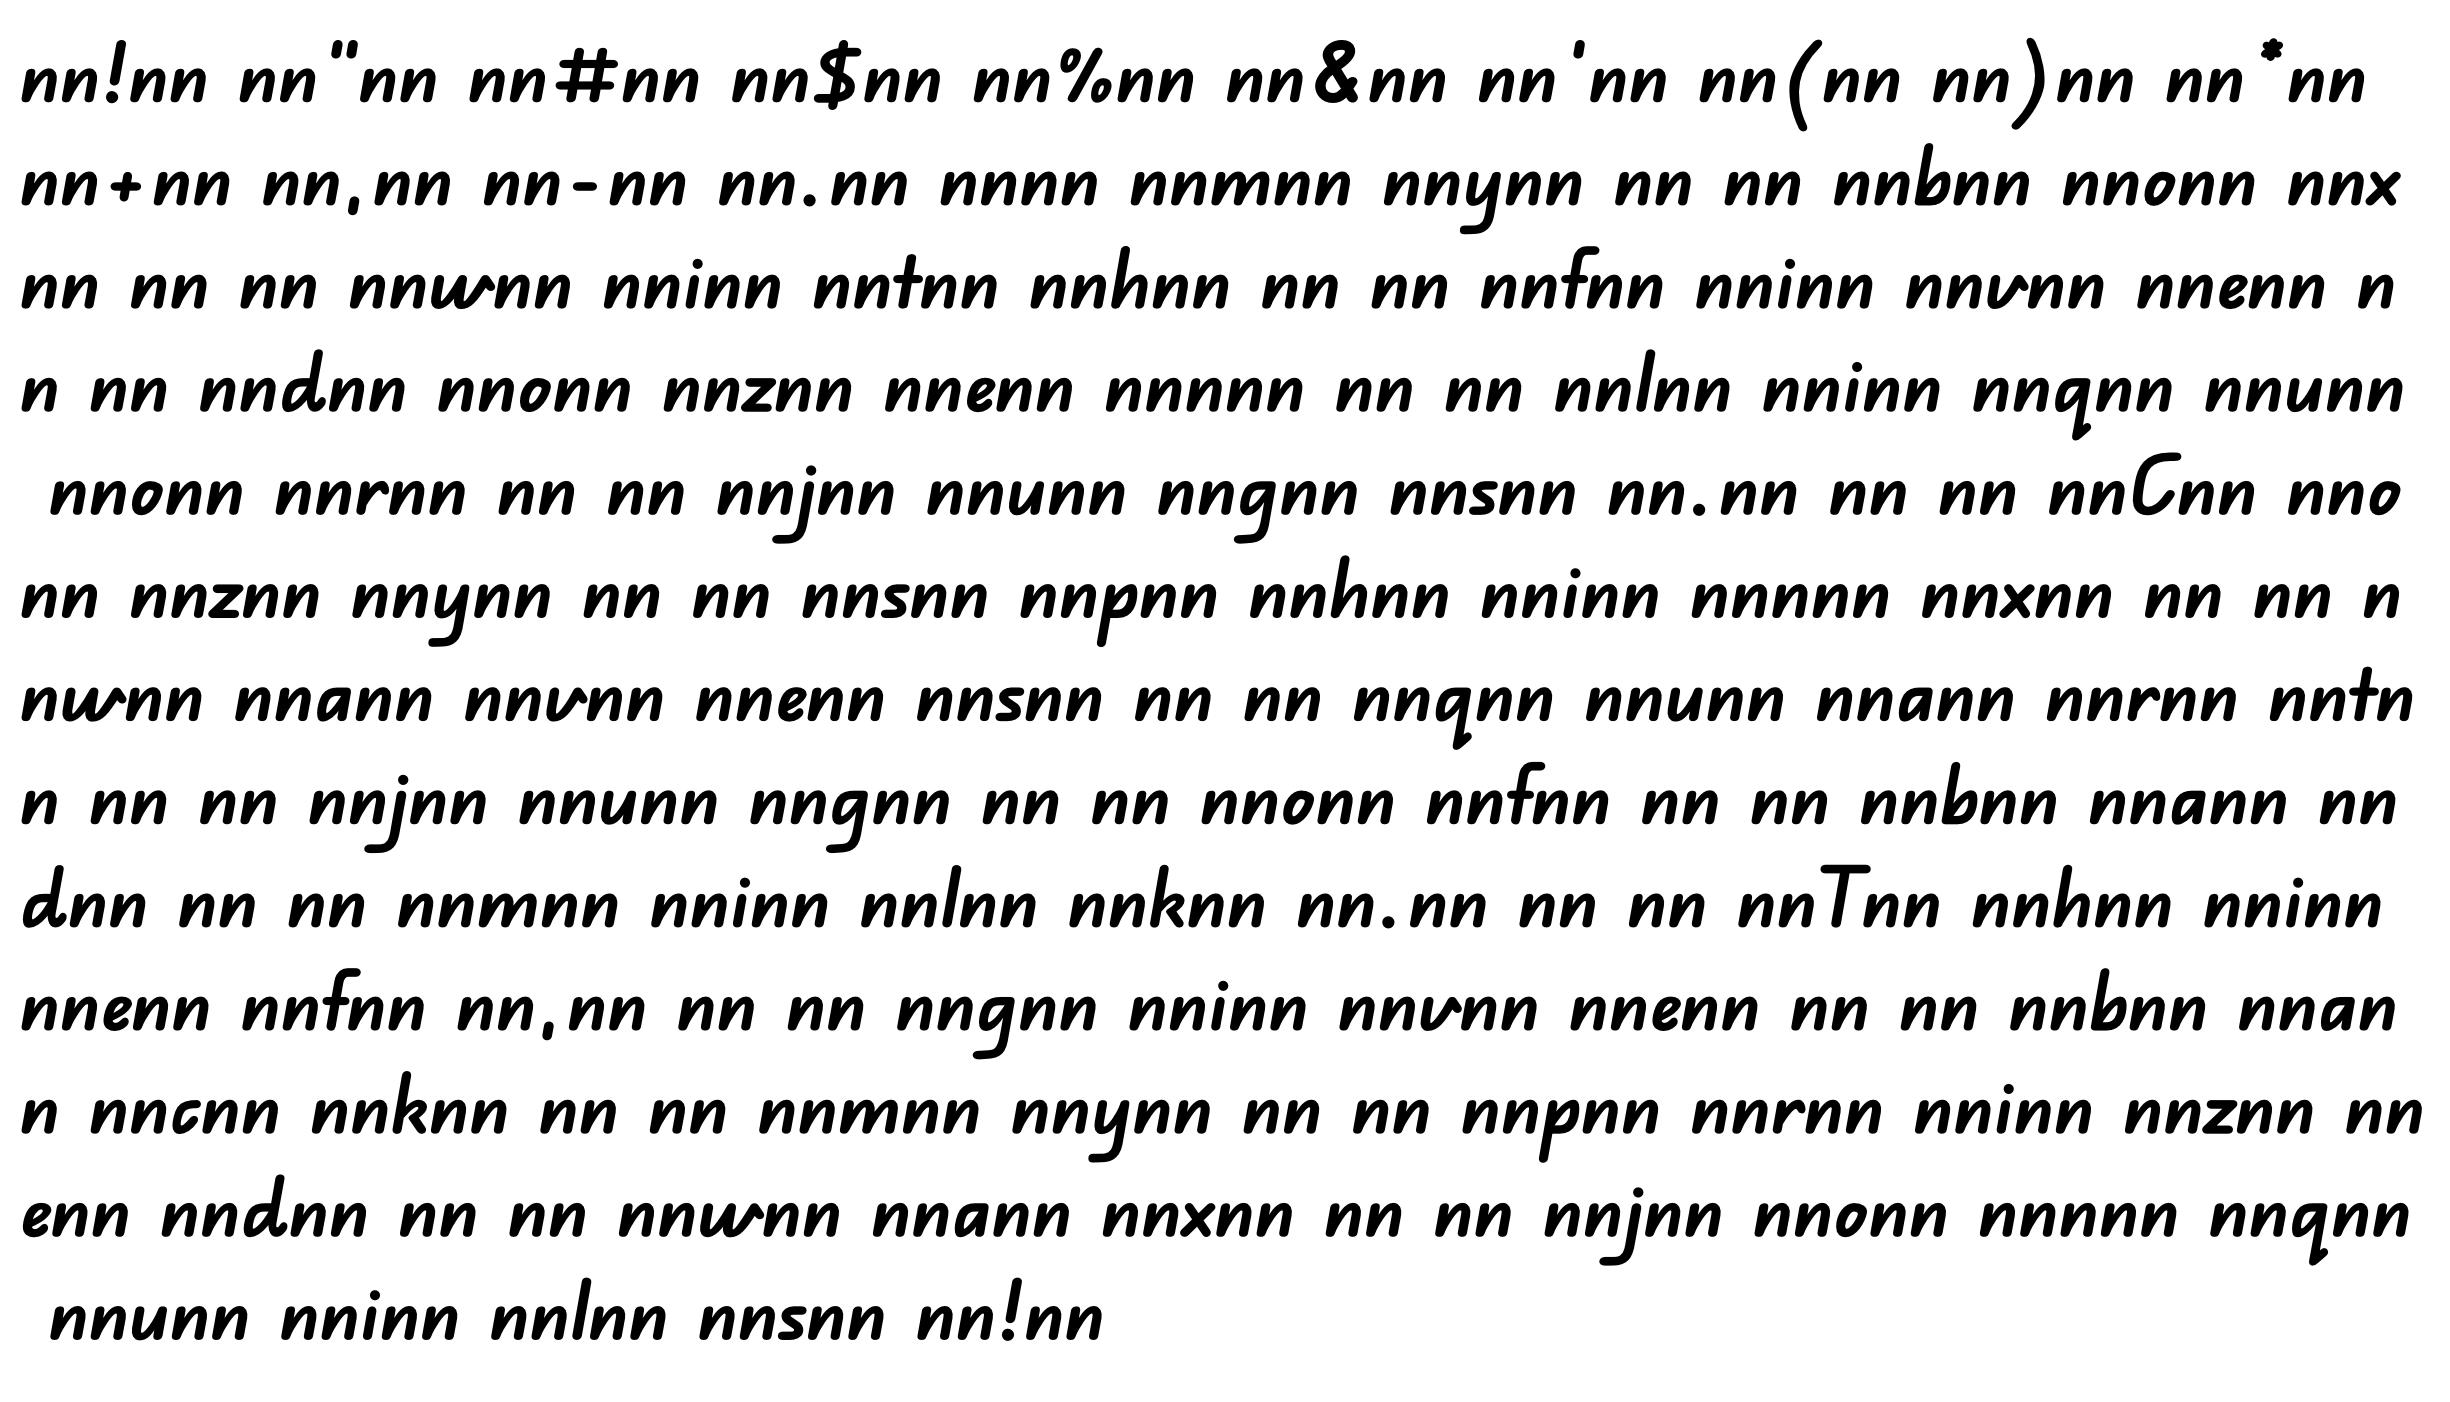 nn!nn nn"nn nn#nn nn$nn nn%nn nn&nn nn'nn nn(nn nn)nn nn*nn
nn+nn nn,nn nn-nn nn.nn nnnn nnmnn nnynn nn nn nnbnn nnonn nnx
nn nn nn nnwnn nninn nntnn nnhnn nn nn nnfnn nninn nnvnn nnenn n
n nn nndnn nnonn nnznn nnenn nnnnn nn nn nnlnn nninn nnqnn nnunn
nnonn nnrnn nn nn nnjnn nnunn nngnn nnsnn nn.nn nn nn nnCnn nno
nn nnznn nnynn nn nn nnsnn nnpnn nnhnn nninn nnnnn nnxnn nn nn n
nwnn nnann nnvnn nnenn nnsnn nn nn nnqnn nnunn nnann nnrnn nntn
n nn nn nnjnn nnunn nngnn nn nn nnonn nnfnn nn nn nnbnn nnann nn
dnn nn nn nnmnn nninn nnlnn nnknn nn.nn nn nn nnTnn nnhnn nninn
nnenn nnfnn nn,nn nn nn nngnn nninn nnvnn nnenn nn nn nnbnn nnan
n nncnn nnknn nn nn nnmnn nnynn nn nn nnpnn nnrnn nninn nnznn nn
enn nndnn nn nn nnwnn nnann nnxnn nn nn nnjnn nnonn nnnnn nnqnn
nnunn nninn nnlnn nnsnn nn!nn